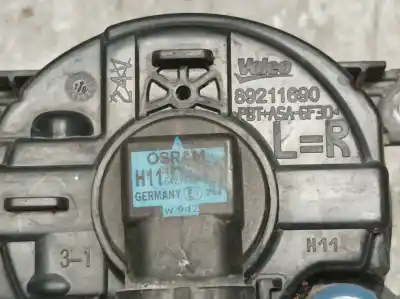 Valeo
89211690
PBT+ASA-GF30
L=R
OSRAM
H11
GERMANY
3-1
H11